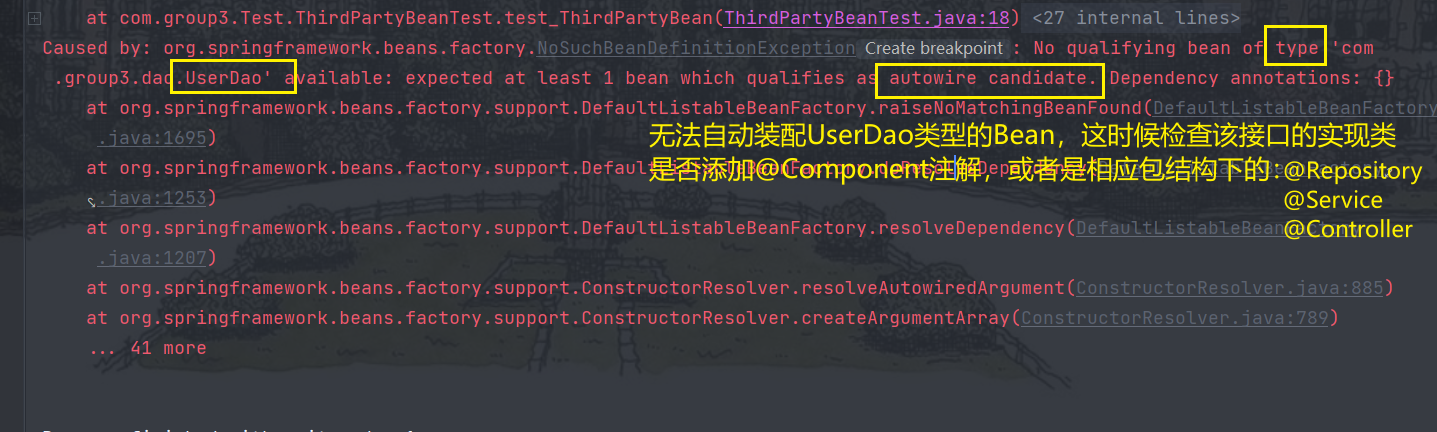 at com.group3.Test.ThirdPartyBeanTest.test_ThirdPartyBean(ThirdPartyBeanTest.java:18) <27 internal lines>
Caused by: org.springframework.beans.factory.NoSuchBeanDefinitionException Create breakpoint : No qualifying bean of type 'com
.group3.dao.UserDao' available: expected at least 1 bean which qualifies as autowire candidate. Dependency annotations: {}
at org.springframework.beans.factory.support.DefaultListableBeanFactory.raiseNoMatchingBeanFound(DefaultListableBeanFactory
.java:1695)
无法自动装配UserDao类型的Bean，这时候检查该接口的实现类
at org.springframework.beans.factory.support.
是否添加@Component注解，或者是相应包结构下的:@Repository
.java:1253)
@Service
at org.springframework.beans.factory.support.DefaultListableBeanFactory.resolveDependency(DefaultListableBean
@Controller
.java:1207)
at org.springframework.beans.factory.support.ConstructorResolver.resolveAutowiredArgument(ConstructorResolver.java:885)
at org.springframework.beans.factory.support.ConstructorResolver.createArgumentArray(ConstructorResolver.java:789)
... 41 more